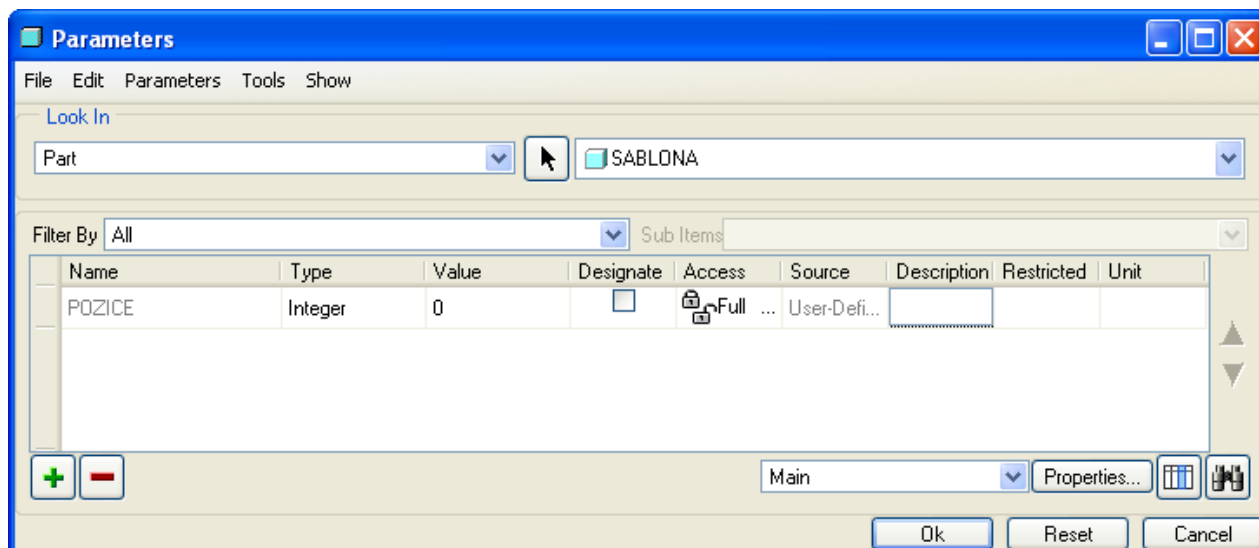 Parameters
File Edit Parameters Tools Show
Look In
Part SABLONA
Filter By All Sub Items
Name Type Value Designate Access Source Description Restricted Unit
POZICE Integer 0 Full ... User-Defi...
Main Properties...
Ok Reset Cancel